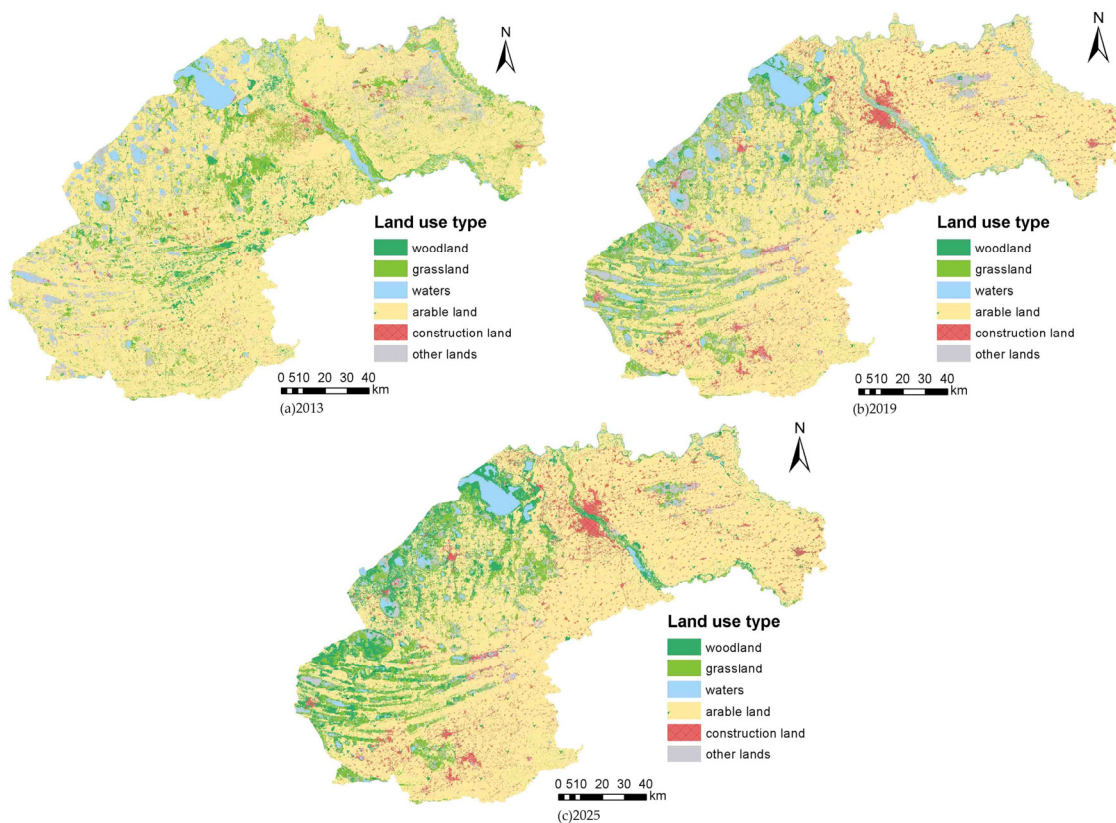 N
Land use type
woodland
grassland
waters
arable land
construction land
other lands
0 510 20 30 40
km
(a)2013
N
Land use type
woodland
grassland
waters
arable land
construction land
other lands
0 510 20 30 40
km
(b)2019
N
Land use type
woodland
grassland
waters
arable land
construction land
other lands
0 510 20 30 40
km
(c)2025